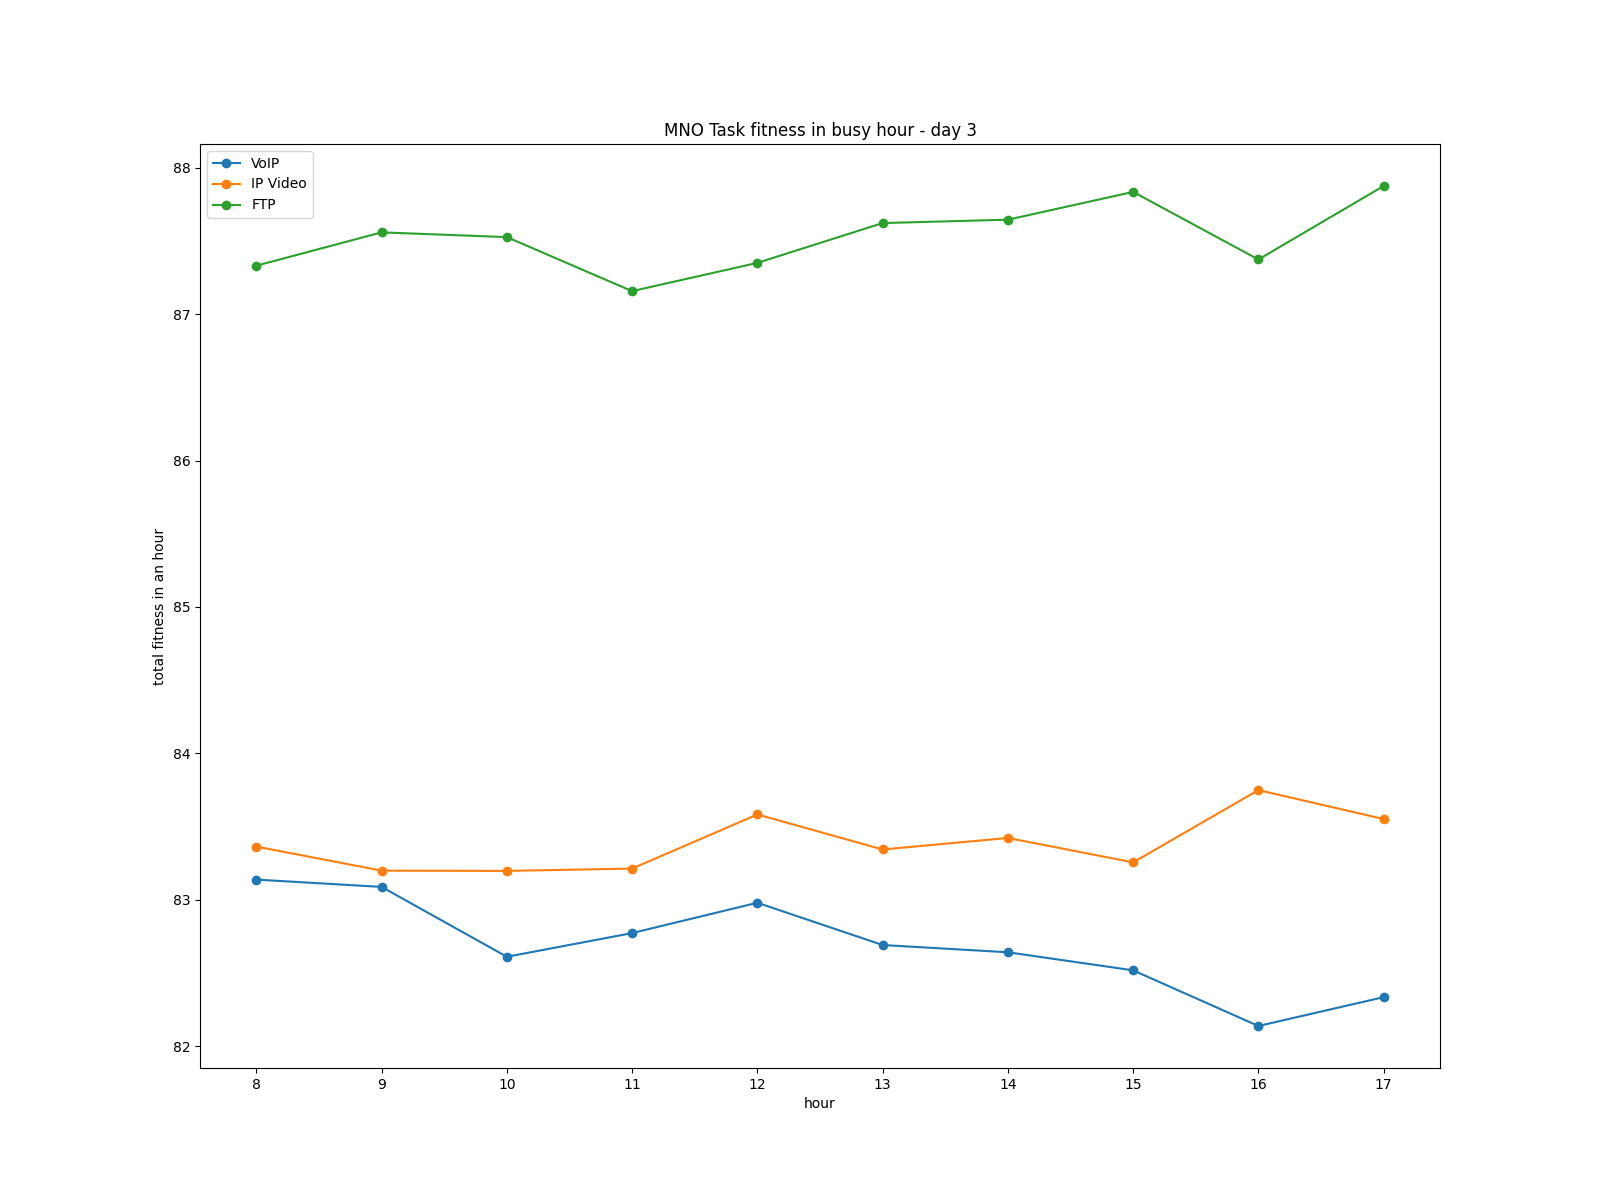 MNO Task fitness in busy hour - day 3
VoIP
IP Video
FTP
88
87
86
85
84
83
82
total fitness in an hour
8 9 10 11 12 13 14 15 16 17
hour